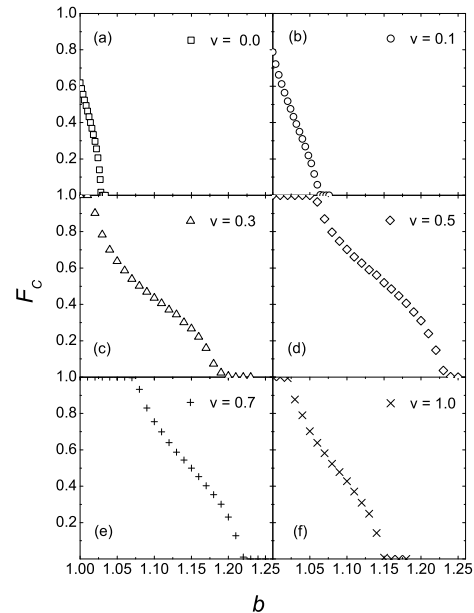 1.0
(a)
v = 0.0
(b)
v = 0.1
0.8
0.6
0.4
0.2
1.0
v = 0.3
v = 0.5
0.8
0.6
0.4
0.2
(c)
(d)
1.0
v = 0.7
v = 1.0
0.8
0.6
0.4
0.2
(e)
(f)
F_C
1.00 1.05 1.10 1.15 1.20 1.25 1.05 1.10 1.15 1.20 1.25
b